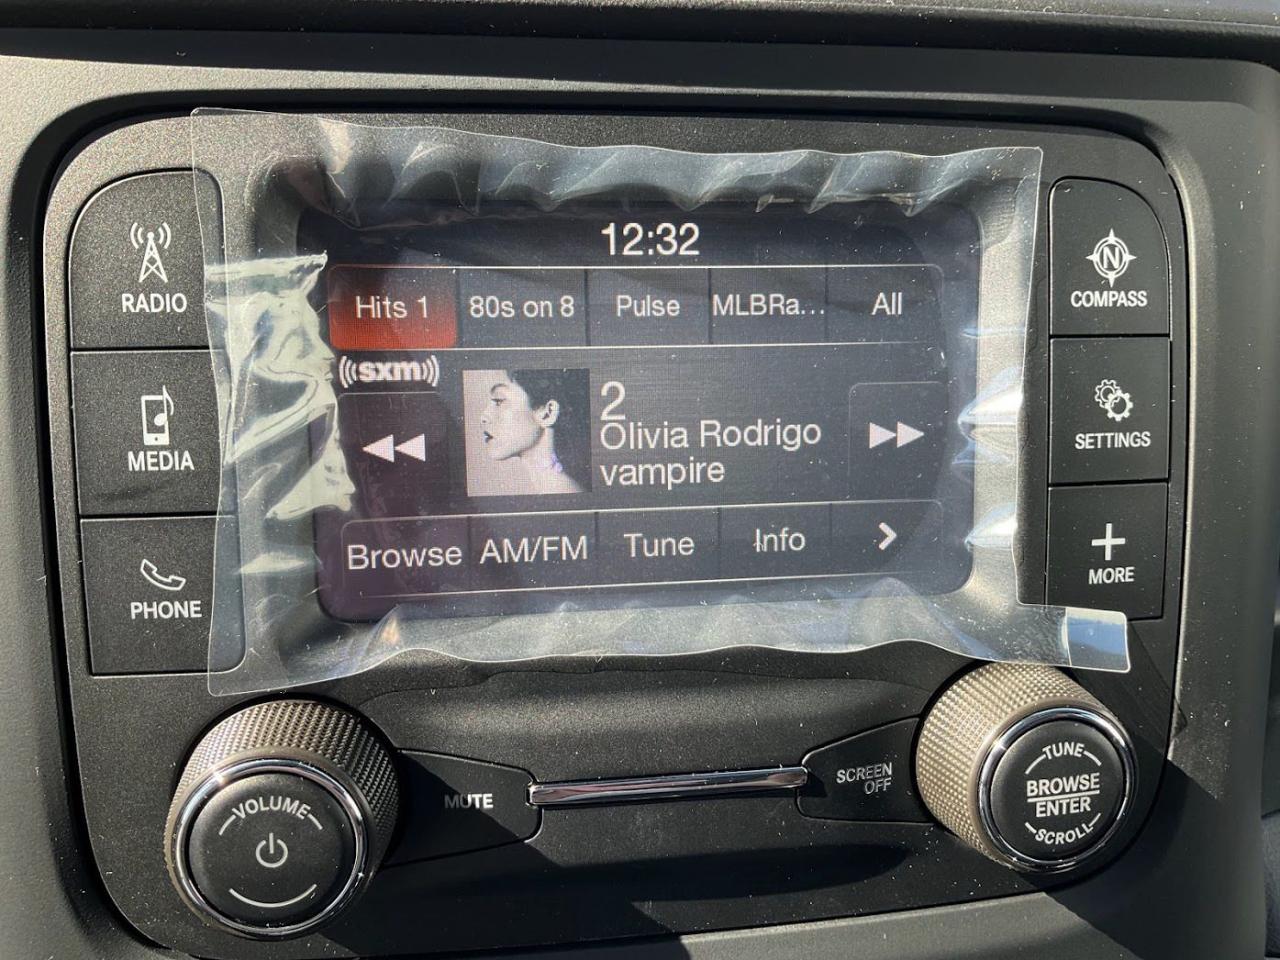 RADIO
MEDIA
PHONE
12:32
Hits 1
80s on 8
Pulse
MLBRa...
All
((sxm))
2
Olivia Rodrigo
vampire
Browse
AM/FM
Tune
Info
N
COMPASS
SETTINGS
MORE
VOLUME
MUTE
SCREEN
OFF
TUNE
BROWSE
ENTER
SCROLL